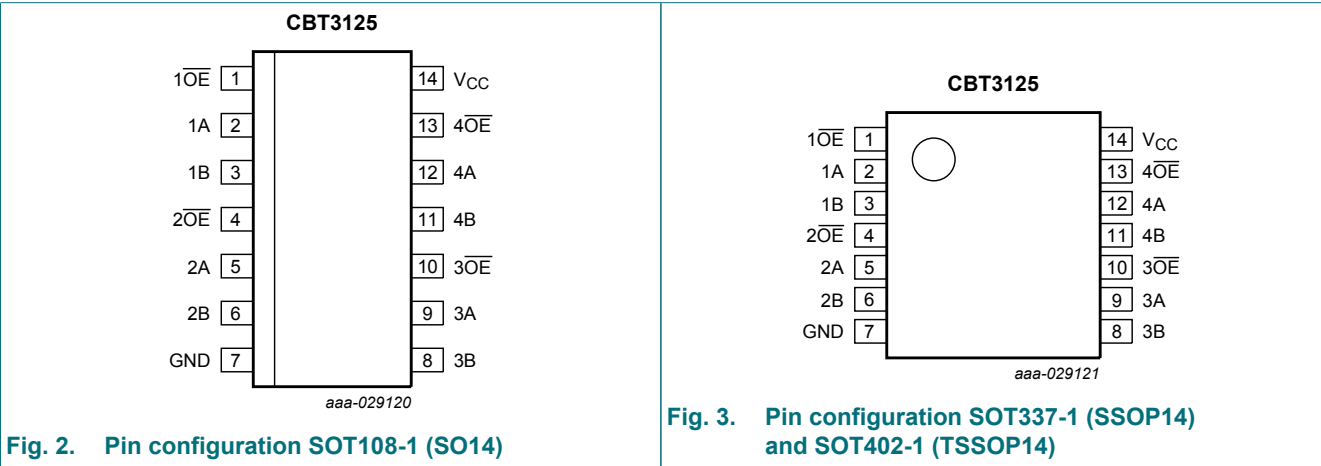 CBT3125
1OE 1 14 VCC
1A 2 13 4OE
1B 3 12 4A
2OE 4 11 4B
2A 5 10 3OE
2B 6 9 3A
GND 7 8 3B
aaa-029120
Fig. 2. Pin configuration SOT108-1 (SO14)
CBT3125
1OE 1 14 VCC
1A 2 13 4OE
1B 3 12 4A
2OE 4 11 4B
2A 5 10 3OE
2B 6 9 3A
GND 7 8 3B
aaa-029121
Fig. 3. Pin configuration SOT337-1 (SSOP14)
and SOT402-1 (TSSOP14)